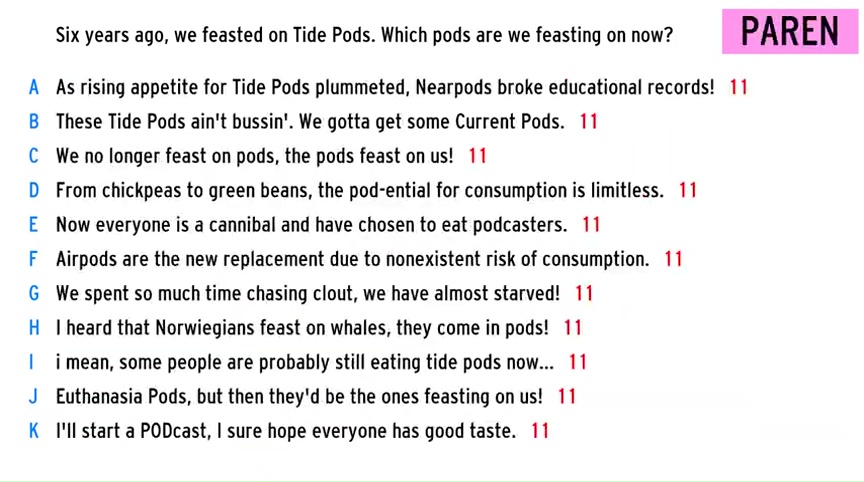 Six years ago, we feasted on Tide Pods. Which pods are we feasting on now?
PAREN
A As rising appetite for Tide Pods plummeted, Nearpods broke educational records! 11
B These Tide Pods ain't bussin'. We gotta get some Current Pods. 11
C We no longer feast on pods, the pods feast on us! 11
D From chickpeas to green beans, the pod-ential for consumption is limitless. 11
E Now everyone is a cannibal and have chosen to eat podcasters. 11
F Airpods are the new replacement due to nonexistent risk of consumption. 11
G We spent so much time chasing clout, we have almost starved! 11
H I heard that Norwiegians feast on whales, they come in pods! 11
I i mean, some people are probably still eating tide pods now... 11
J Euthanasia Pods, but then they'd be the ones feasting on us! 11
K I'll start a PODcast, I sure hope everyone has good taste. 11